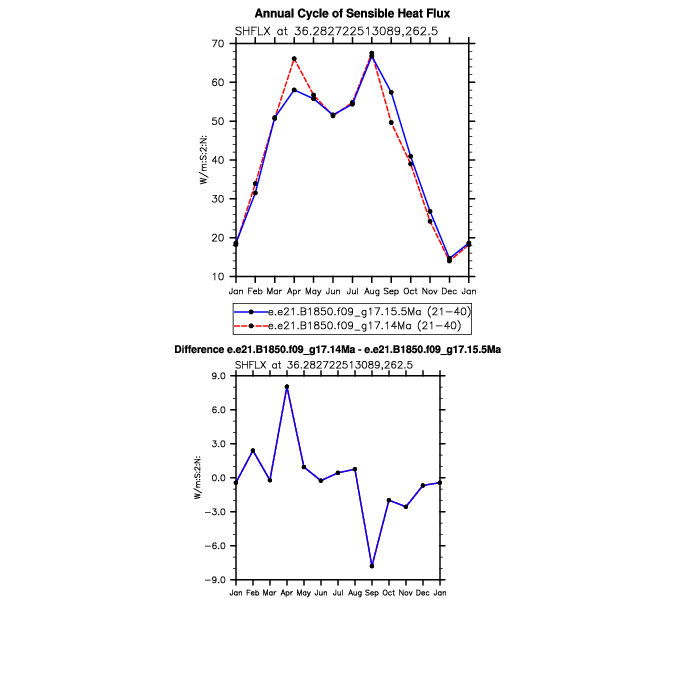 Annual Cycle of Sensible Heat Flux
SHFLX at 36.282722513089,262.5
70
60
50
40
30
20
10
W/m:S:2:N:
Jan Feb Mar Apr May Jun Jul Aug Sep Oct Nov Dec Jan
e.e21.B1850.f09_g17.15.5Ma (21-40)
e.e21.B1850.f09_g17.14Ma (21-40)
Difference e.e21.B1850.f09_g17.14Ma - e.e21.B1850.f09_g17.15.5Ma
SHFLX at 36.282722513089,262.5
9.0
6.0
3.0
0.0
-3.0
-6.0
-9.0
W/m:S:2:N:
Jan Feb Mar Apr May Jun Jul Aug Sep Oct Nov Dec Jan